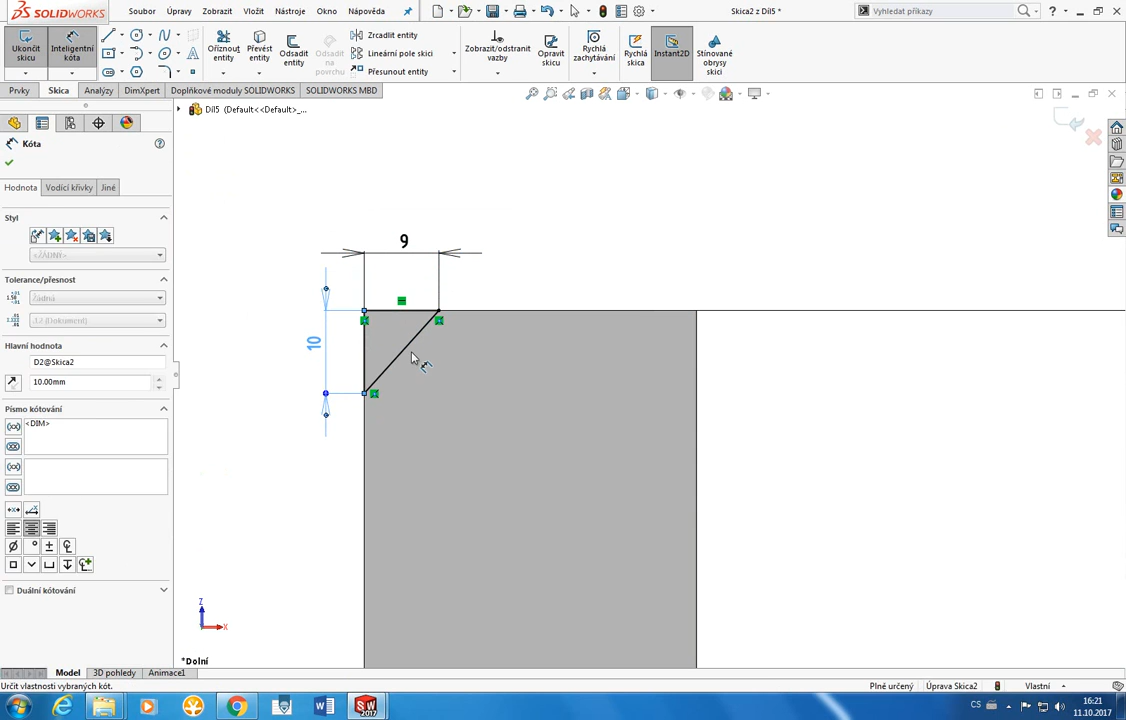 SOLIDWORKS
Soubor
Úpravy
Zobrazit
Vložit
Nástroje
Okno
Nápověda
Skica2 z Díl5 *
Vyhledat příkazy
Ukončit skicu
Inteligentní kóta
Oříznout entity
Převést entity
Odsadit entity
Odsadit na povrchu
Zrcadlit entity
Lineární pole skici
Přesunout entity
Zobrazit/odstranit vazby
Opravit skicu
Rychlá zachytávání
Rychlá skica
Instant2D
Stínované obrysy skici
Prvky
Skica
Analýzy
DimXpert
Doplňkové moduly SOLIDWORKS
SOLIDWORKS MBD
Díl5 (Default<<Default>_...
Kóta
Hodnota
Vodící křivky
Jiné
Styl
<ŽÁDNÝ>
Tolerance/přesnost
Žádná
.12 (Dokument)
Hlavní hodnota
D2@Skica2
10.00mm
Písmo kótování
<DIM>
Duální kótování
9
10
Z
X
*Dolní
Model
3D pohledy
Animace1
Určit vlastnosti vybraných kót.
Plně určený
Úprava Skica2
Vlastní
CS
16:21
11.10.2017